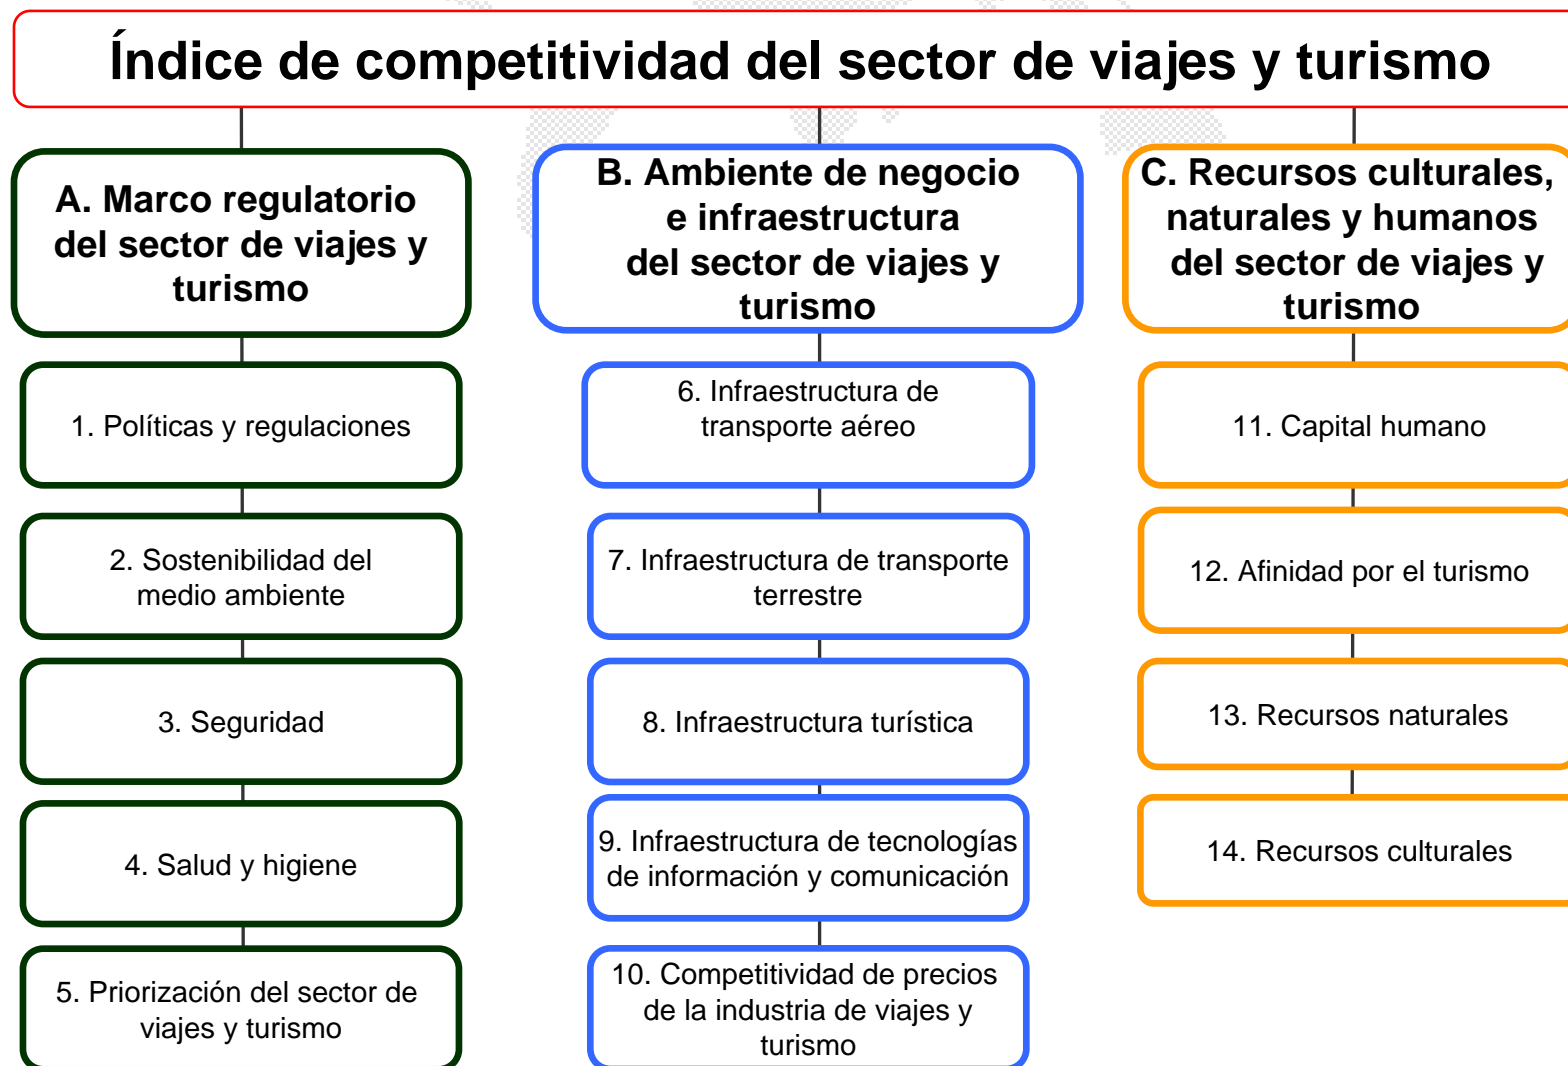 Índice de competitividad del sector de viajes y turismo
A. Marco regulatorio
del sector de viajes y
turismo
1. Políticas y regulaciones
2. Sostenibilidad del
medio ambiente
3. Seguridad
4. Salud y higiene
5. Priorización del sector de
viajes y turismo
B. Ambiente de negocio
e infraestructura
del sector de viajes y
turismo
6. Infraestructura de
transporte aéreo
7. Infraestructura de transporte
terrestre
8. Infraestructura turística
9. Infraestructura de tecnologías
de información y comunicación
10. Competitividad de precios
de la industria de viajes y
turismo
C. Recursos culturales,
naturales y humanos
del sector de viajes y
turismo
11. Capital humano
12. Afinidad por el turismo
13. Recursos naturales
14. Recursos culturales